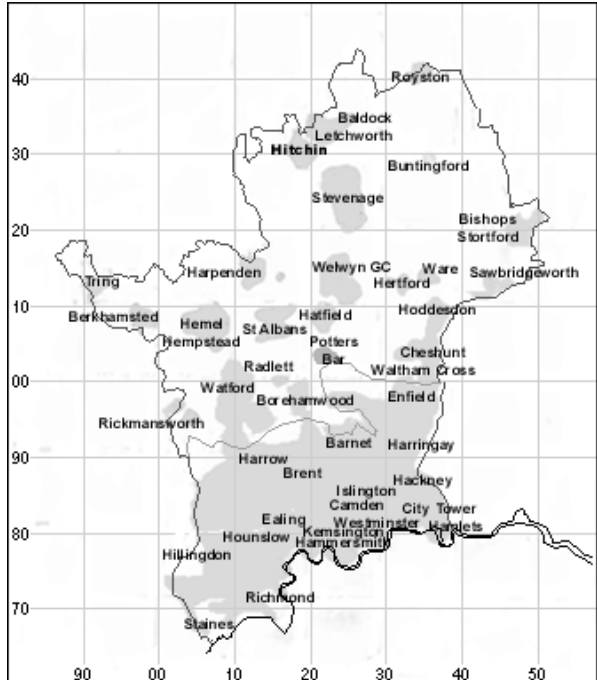 40
Royston
Baldock
Letchworth
Hitchin
30
Buntingford
Stevenage
20
Bishops
Stortford
Welwyn GC
Ware
Harpenden
Sawbridgeworth
Tring
Hertford
10
Berkhamsted
Hoddesdon
Hatfield
Hemel
Hempstead
St Albans
Potters
Bar
Cheshunt
Radlett
Waltham Cross
00
Watford
Borehamwood
Enfield
Rickmansworth
Barnet
Harringay
90
Harrow
Brent
Hackney
Islington
Camden
City
Tower
Hamlets
Ealing
Westminster
80
Hounslow
Kemsington
Hammersmith
Hillingdon
Richmond
70
Staines
90 00 10 20 30 40 50